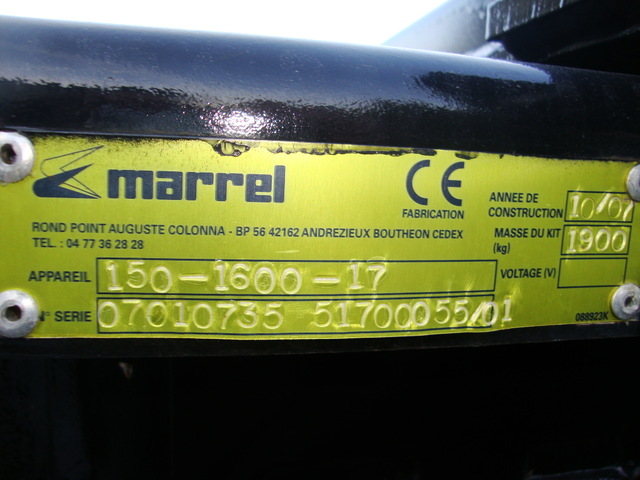 marrel
CE
FABRICATION
ROND POINT AUGUSTE COLONNA - BP 56 42162 ANDREZIEUX BOUTHEON CEDEX
TEL : 04 77 36 28 28
ANNEE DE
CONSTRUCTION 10/07
MASSE DU KIT
(kg) 1900
VOLTAGE (V)
APPAREIL 150-1600-17
N° SERIE 07010735 51700055/01
088923K